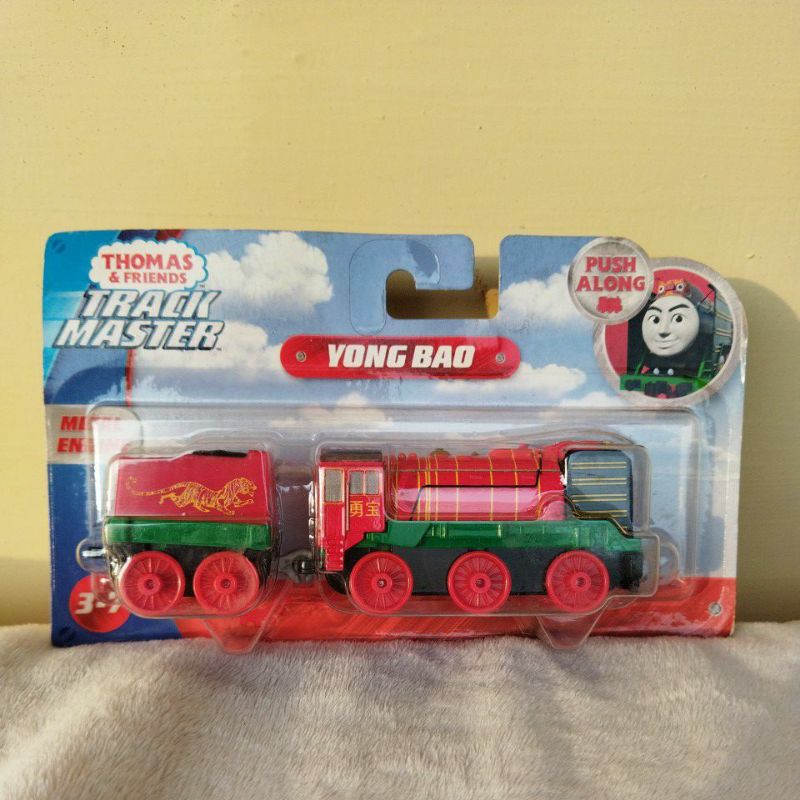 THOMAS
& FRIENDS
TRACK
MASTER
PUSH
ALONG
YONG BAO
勇宝
3-7